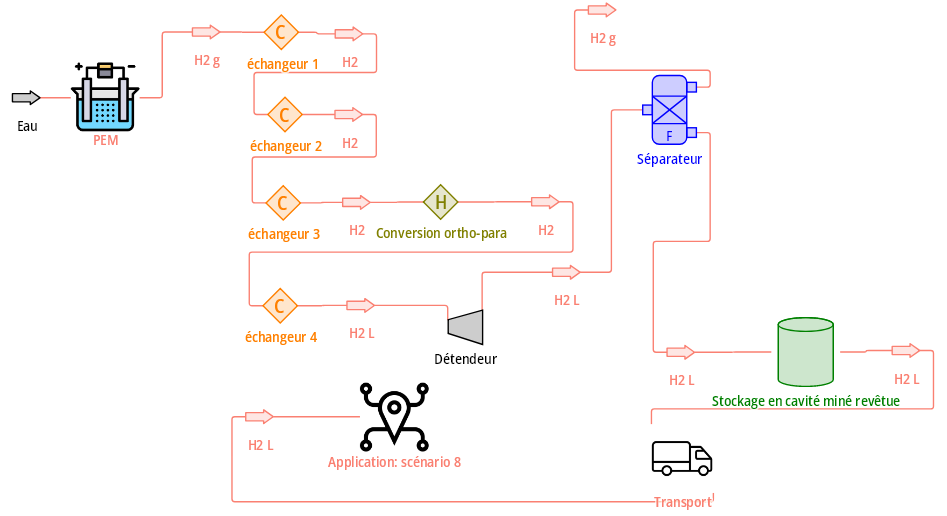 Eau
PEM
H2 g
C
échangeur 1
H2
C
échangeur 2
H2
C
échangeur 3
H2
H
Conversion ortho-para
H2
C
échangeur 4
H2 L
Détendeur
H2 L
H2 g
F
Séparateur
H2 L
Stockage en cavité miné revêtue
H2 L
Transport
H2 L
Application: scénario 8